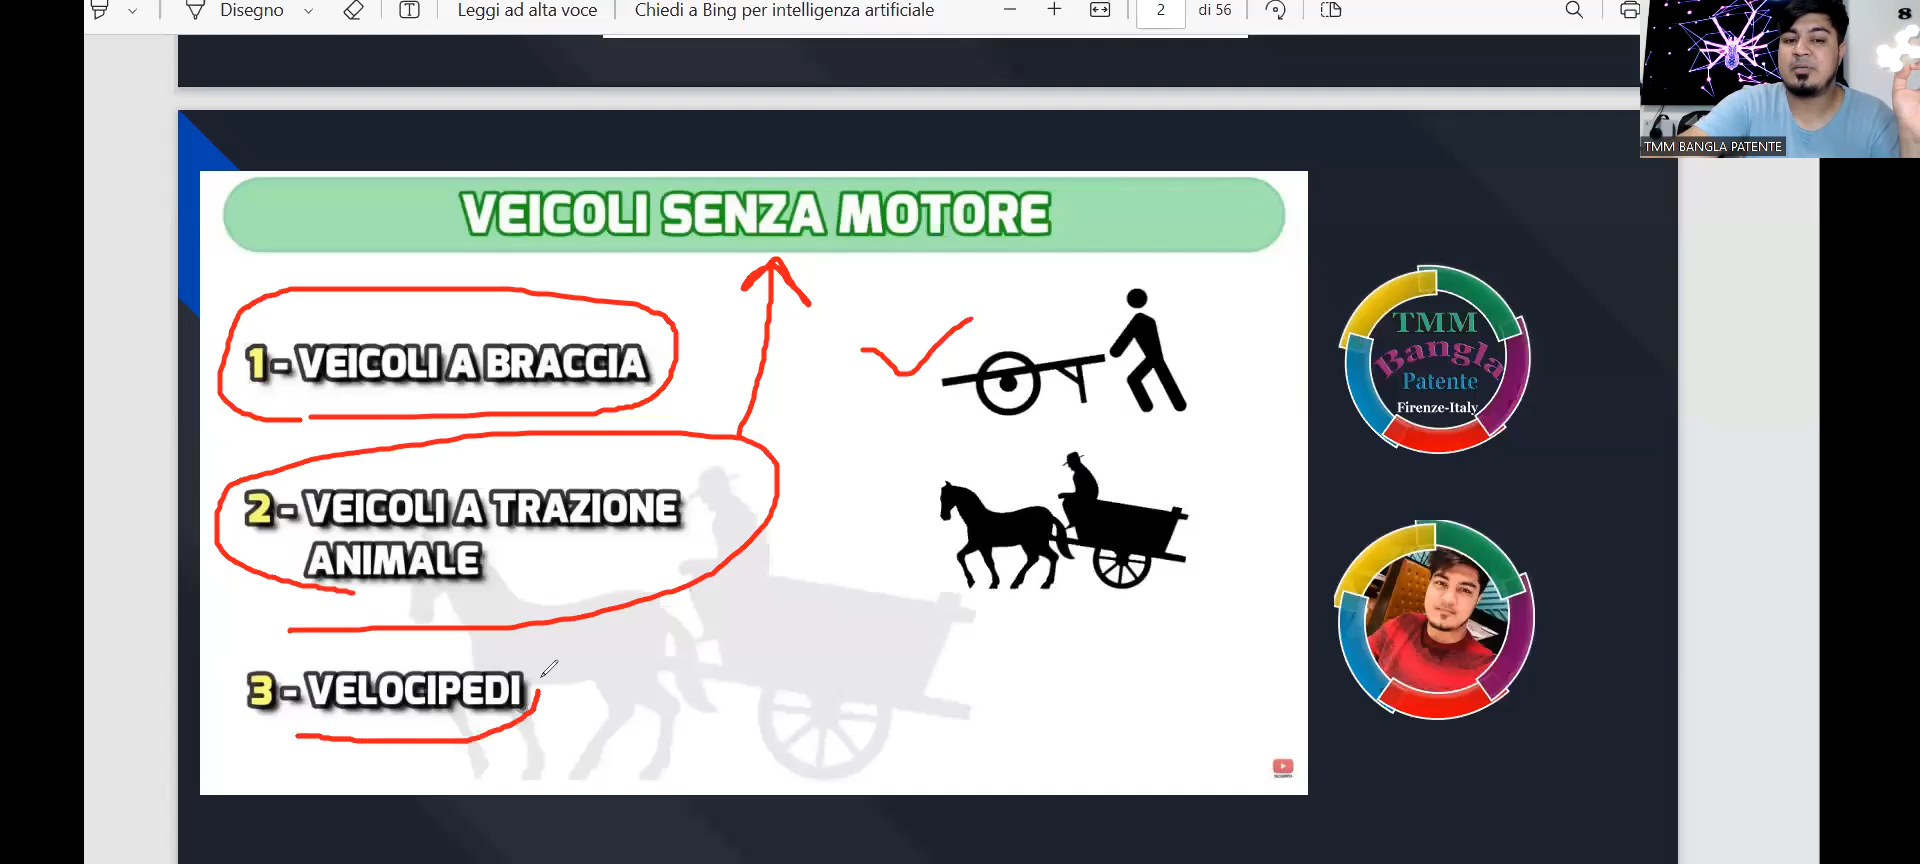 Disegno
Leggi ad alta voce
Chiedi a Bing per intelligenza artificiale
2 di 56
8
TMM BANGLA PATENTE
VEICOLI SENZA MOTORE
1 - VEICOLI A BRACCIA
2 - VEICOLI A TRAZIONE
ANIMALE
3 - VELOCIPEDI
TMM
Bangla
Patente
Firenze-Italy